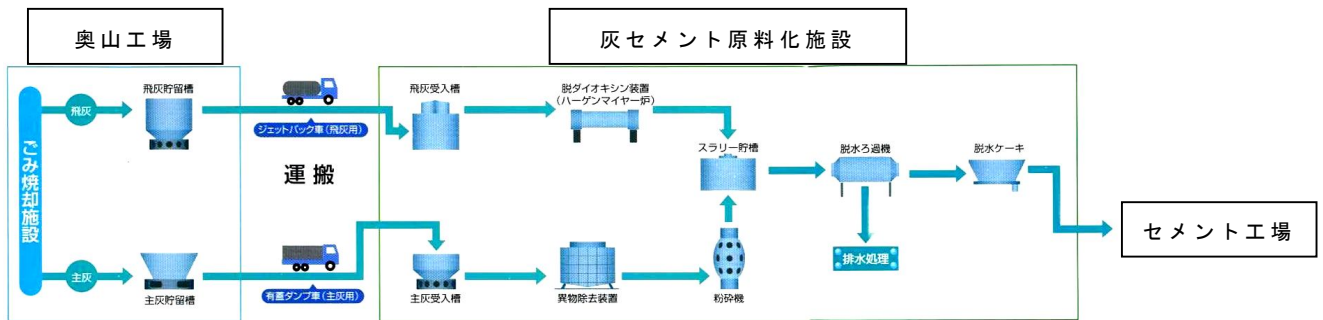 奥山工場
灰セメント原料化施設
ごみ焼却施設
飛灰
飛灰貯留槽
ジェットパック車(飛灰用)
運搬
主灰
主灰貯留槽
有蓋ダンプ車(主灰用)
飛灰受入槽
脱ダイオキシン装置
(ハーゲンマイヤー炉)
スラリー貯槽
脱水ろ過機
脱水ケーキ
主灰受入槽
異物除去装置
粉砕機
排水処理
セメント工場